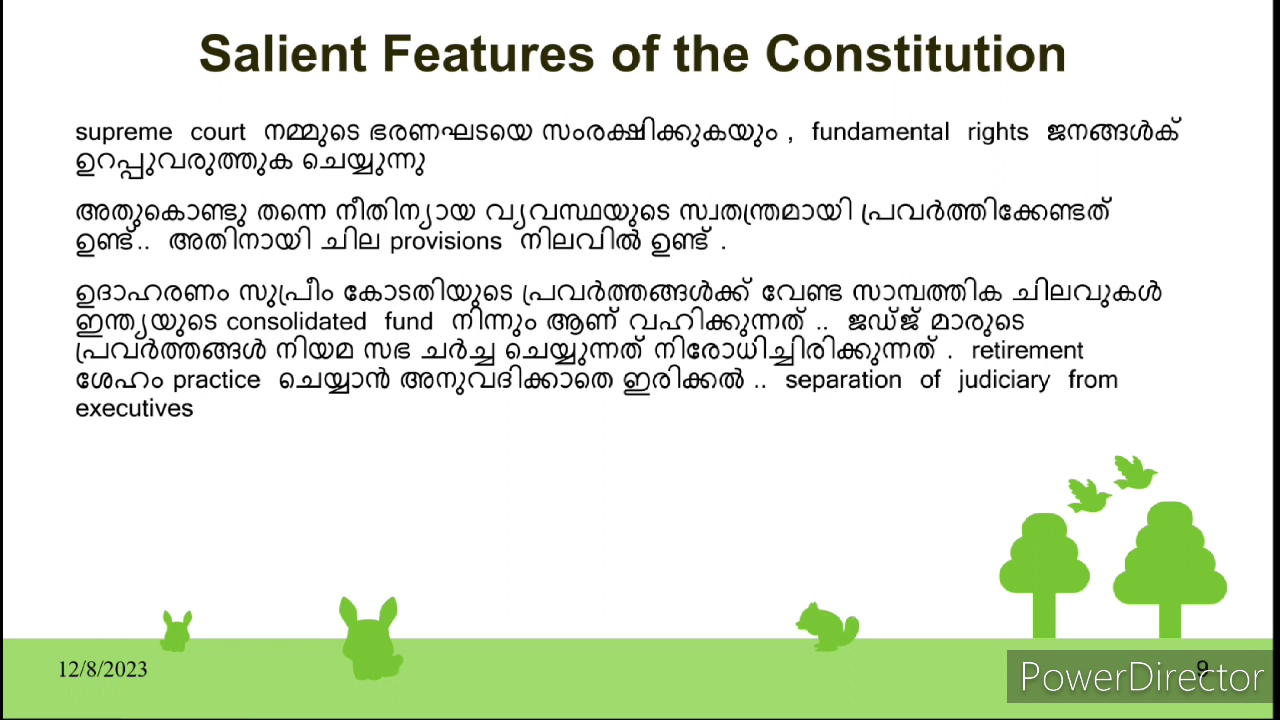 Salient Features of the Constitution
supreme court നമ്മുടെ ഭരണഘടയെ സംരക്ഷിക്കുകയും , fundamental rights ജനങ്ങൾക്
ഉറപ്പുവരുത്തുക ചെയ്യുന്നു
അതുകൊണ്ടു തന്നെ നീതിന്യായ വ്യവസ്ഥയുടെ സ്വതന്ത്രമായി പ്രവർത്തിക്കേണ്ടത്
ഉണ്ട്.. അതിനായി ചില provisions നിലവിൽ ഉണ്ട് .
ഉദാഹരണം സുപ്രീം കോടതിയുടെ പ്രവർത്തങ്ങൾക്ക് വേണ്ട സാമ്പത്തിക ചിലവുകൾ
ഇന്ത്യയുടെ consolidated fund നിന്നും ആണ് വഹിക്കുന്നത് .. ജഡ്ജ് മാരുടെ
പ്രവർത്തങ്ങൾ നിയമ സഭ ചർച്ച ചെയ്യുന്നത് നിരോധിച്ചിരിക്കുന്നത് . retirement
ശേഹം practice ചെയ്യാൻ അനുവദിക്കാതെ ഇരിക്കൽ .. separation of judiciary from
executives
12/8/2023
9
PowerDirector